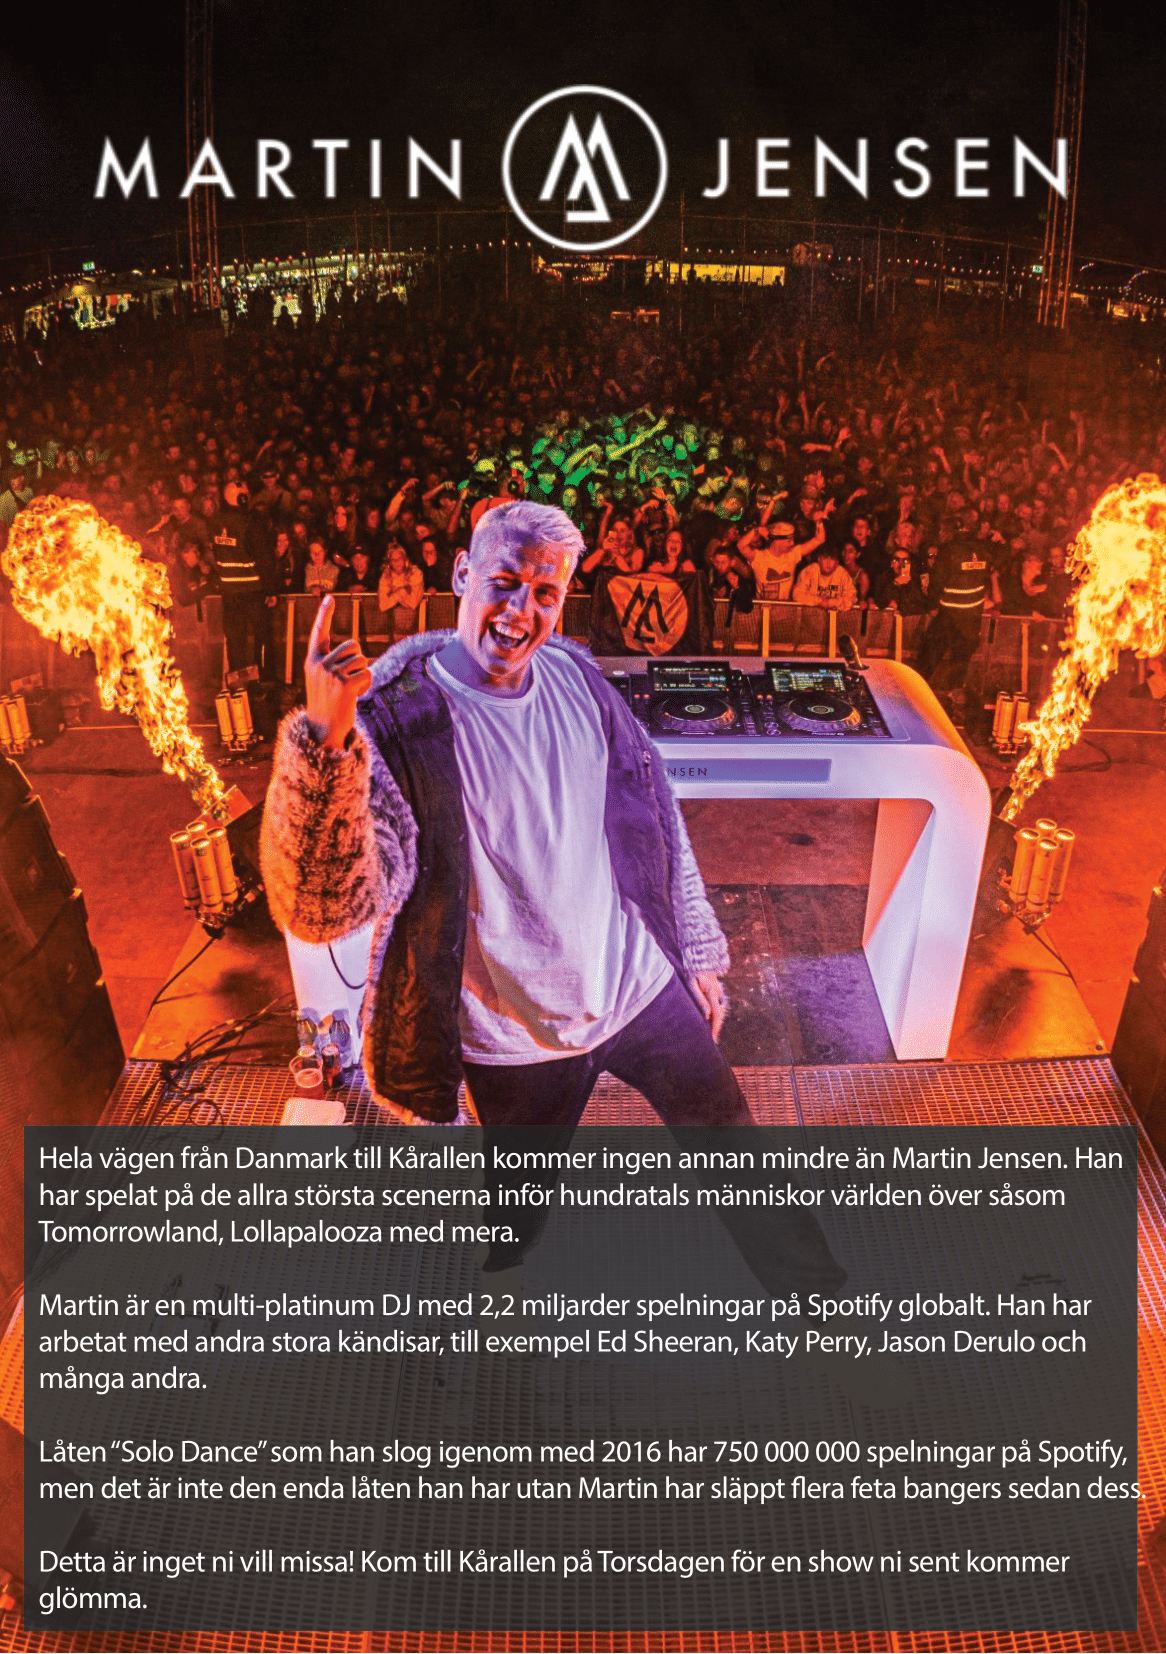 MARTIN JENSEN
NSEN
Hela vägen från Danmark till Kårallen kommer ingen annan mindre än Martin Jensen. Han
har spelat på de allra största scenerna inför hundratals människor världen över såsom
Tomorrowland, Lollapalooza med mera.
Martin är en multi-platinum DJ med 2,2 miljarder spelningar på Spotify globalt. Han har
arbetat med andra stora kändisar, till exempel Ed Sheeran, Katy Perry, Jason Derulo och
många andra.
Låten “Solo Dance” som han slog igenom med 2016 har 750 000 000 spelningar på Spotify,
men det är inte den enda låten han har utan Martin har släppt flera feta bangers sedan dess.
Detta är inget ni vill missa! Kom till Kårallen på Torsdagen för en show ni sent kommer
glömma.